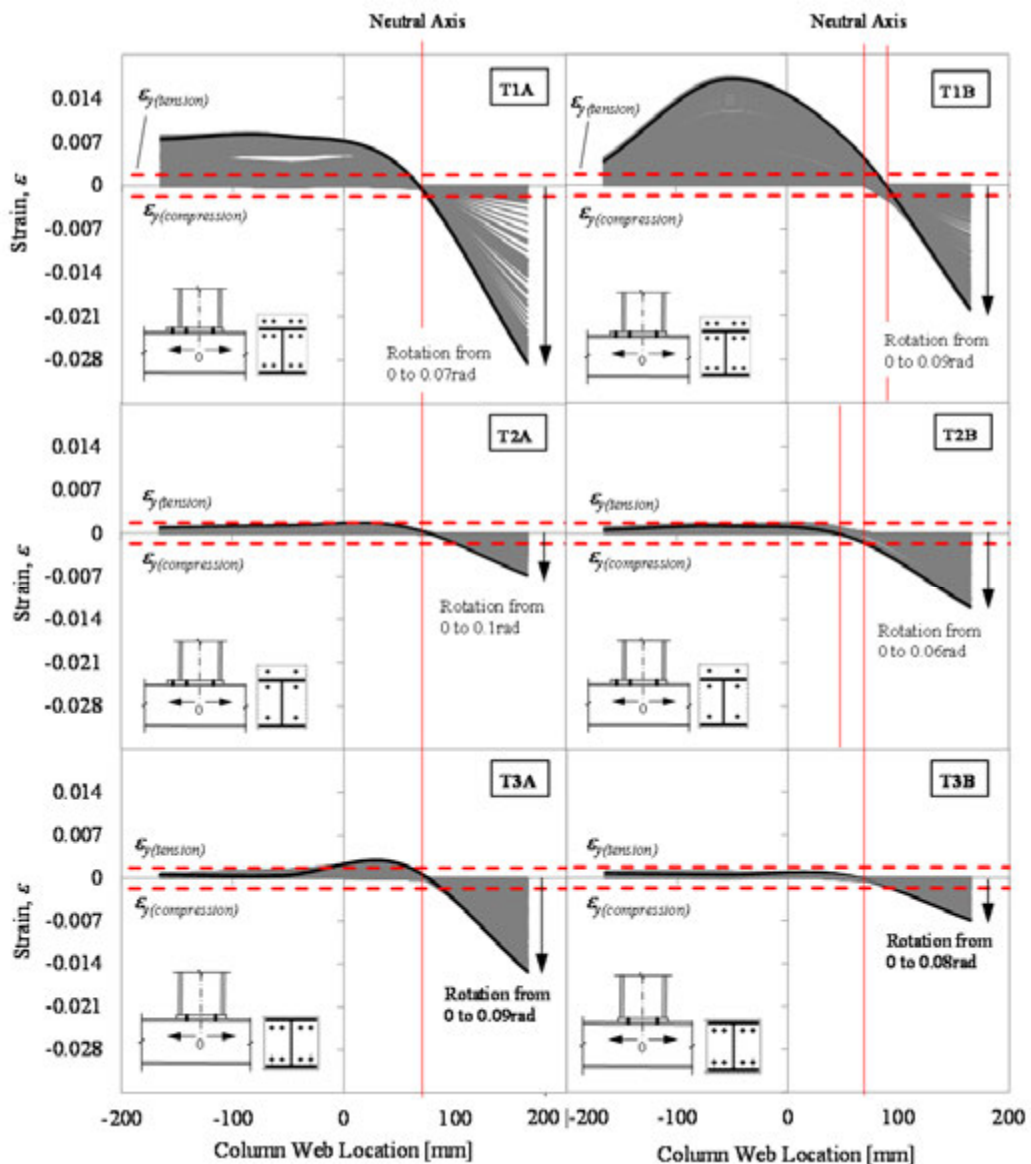 Neutral Axis
Neutral Axis
T1A
T1B
0.014
0.007
0
-0.007
-0.014
-0.021
-0.028
Strain, ε
εy(tension)
εy(compression)
0
Rotation from
0 to 0.07rad
εy(tension)
εy(compression)
0
Rotation from
0 to 0.09rad
T2A
T2B
0.014
0.007
0
-0.007
-0.014
-0.021
-0.028
Strain, ε
εy(tension)
εy(compression)
0
Rotation from
0 to 0.1rad
εy(tension)
εy(compression)
0
Rotation from
0 to 0.06rad
T3A
T3B
0.014
0.007
0
-0.007
-0.014
-0.021
-0.028
Strain, ε
εy(tension)
εy(compression)
0
Rotation from
0 to 0.09rad
εy(tension)
εy(compression)
0
Rotation from
0 to 0.08rad
-200 -100 0 100 200
-200 -100 0 100 200
Column Web Location [mm]
Column Web Location [mm]